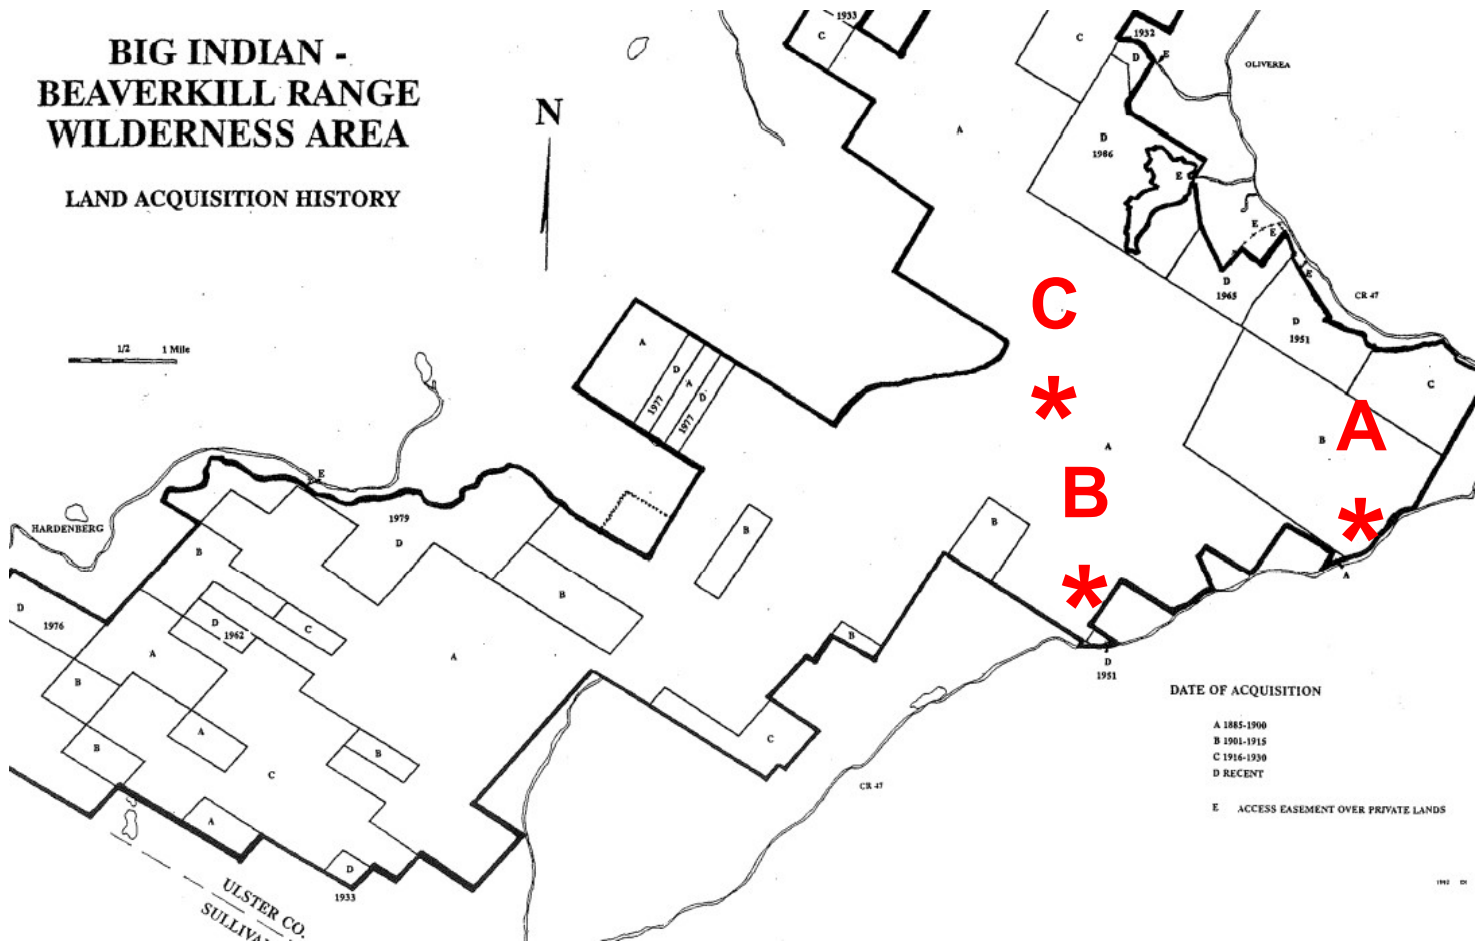 BIG INDIAN -
BEAVERKILL RANGE
WILDERNESS AREA
LAND ACQUISITION HISTORY
N
1/2 1 Mile
1933
C
C
1932
D
E
OLIVEREA
A
D
1986
E
E
E
E
D
1965
CR 47
D
1951
C
C
A
A
D
A
D
1977
1977
A
B
B
E
HARDENBERG
1979
D
B
B
B
B
A
D
1976
D
1962
C
B
A
A
D
1951
B
A
B
A
B
C
C
A
D
1933
CR 47
ULSTER CO.
DATE OF ACQUISITION
A 1885-1900
B 1901-1915
C 1916-1930
D RECENT
E ACCESS EASEMENT OVER PRIVATE LANDS